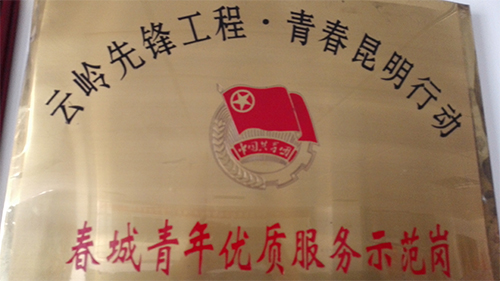 云岭先锋工程·青春昆明行动
中国共青团
春城青年优质服务示范岗